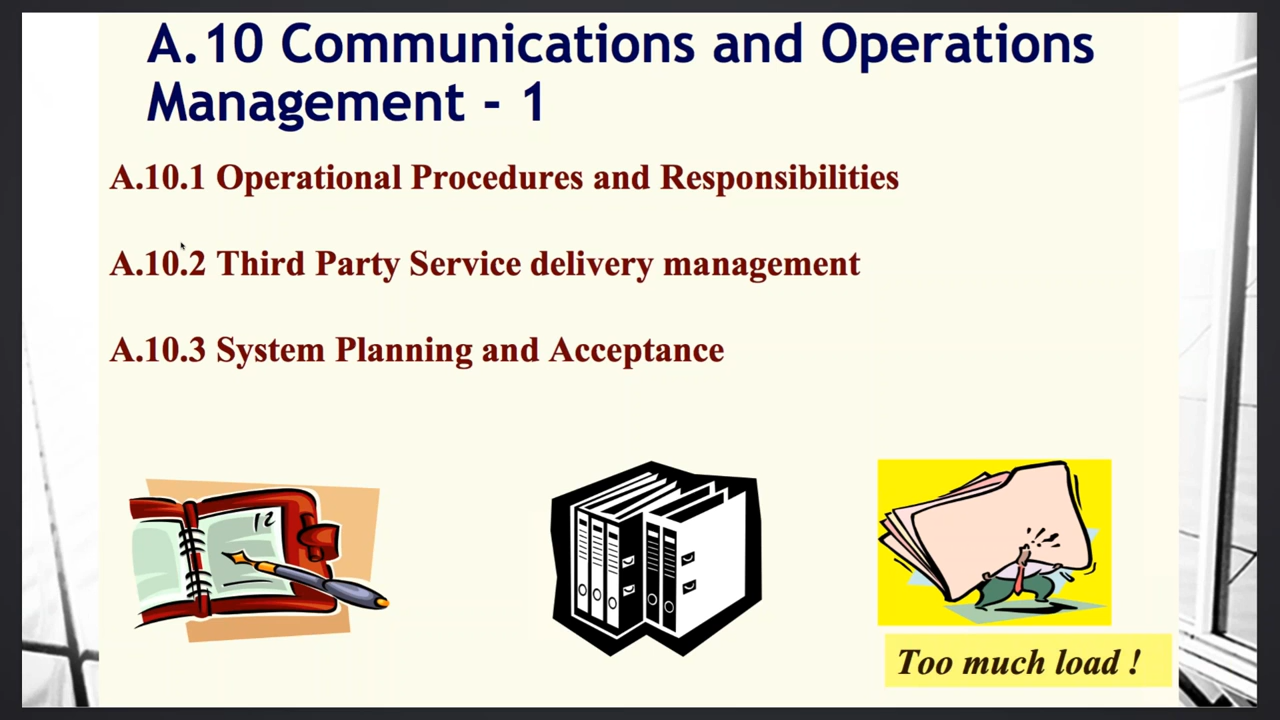 A.10 Communications and Operations
Management - 1
A.10.1 Operational Procedures and Responsibilities
A.10.2 Third Party Service delivery management
A.10.3 System Planning and Acceptance
12
Too much load !